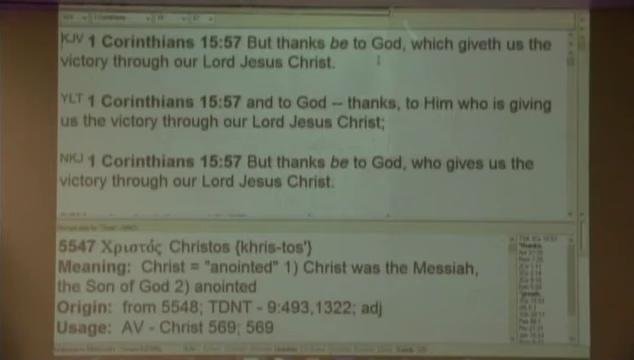 KJV 1 Corinthians 15:57 But thanks be to God, which giveth us the
victory through our Lord Jesus Christ.
YLT 1 Corinthians 15:57 and to God -- thanks, to Him who is giving
us the victory through our Lord Jesus Christ;
NKJ 1 Corinthians 15:57 But thanks be to God, who gives us the
victory through our Lord Jesus Christ.
5547 Χριστός Christos {khris-tos'}
Meaning: Christ = "anointed" 1) Christ was the Messiah,
the Son of God 2) anointed
Origin: from 5548; TDNT - 9:493,1322; adj
Usage: AV - Christ 569; 569